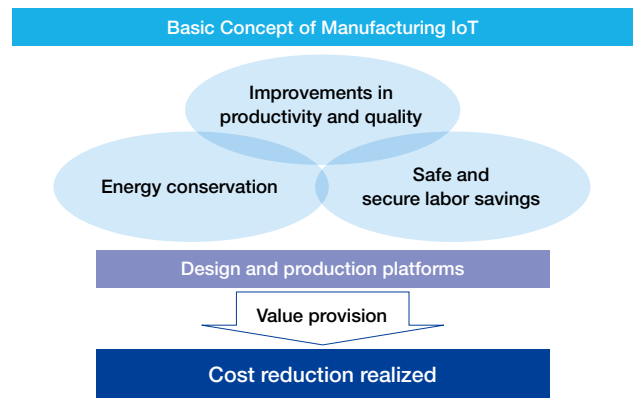 Basic Concept of Manufacturing IoT
Improvements in
productivity and quality
Energy conservation
Safe and
secure labor savings
Design and production platforms
Value provision
Cost reduction realized